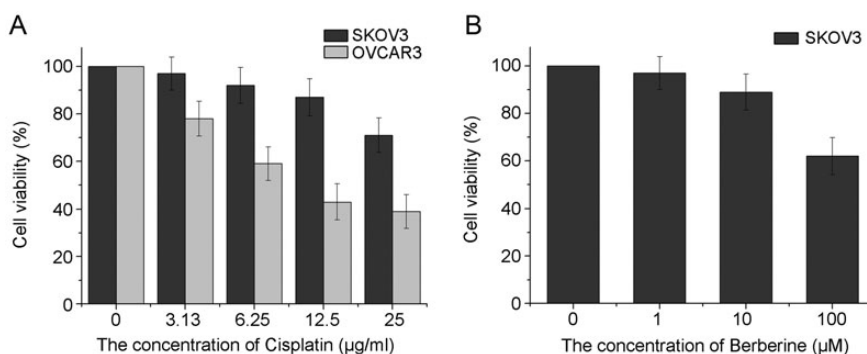 A
SKOV3
OVCAR3
Cell viability (%)
100
80
60
40
20
0
0 3.13 6.25 12.5 25
The concentration of Cisplatin (μg/ml)
B
SKOV3
Cell viability (%)
100
80
60
40
20
0
0 1 10 100
The concentration of Berberine (μM)